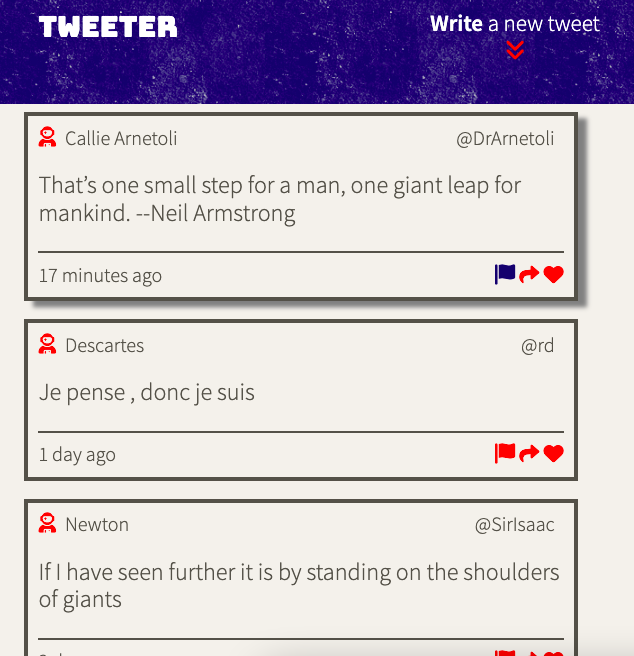 TWEETER
Write a new tweet
Callie Arnetoli @DrArnetoli
That’s one small step for a man, one giant leap for
mankind. --Neil Armstrong
17 minutes ago
Descartes @rd
Je pense , donc je suis
1 day ago
Newton @SirIsaac
If I have seen further it is by standing on the shoulders
of giants